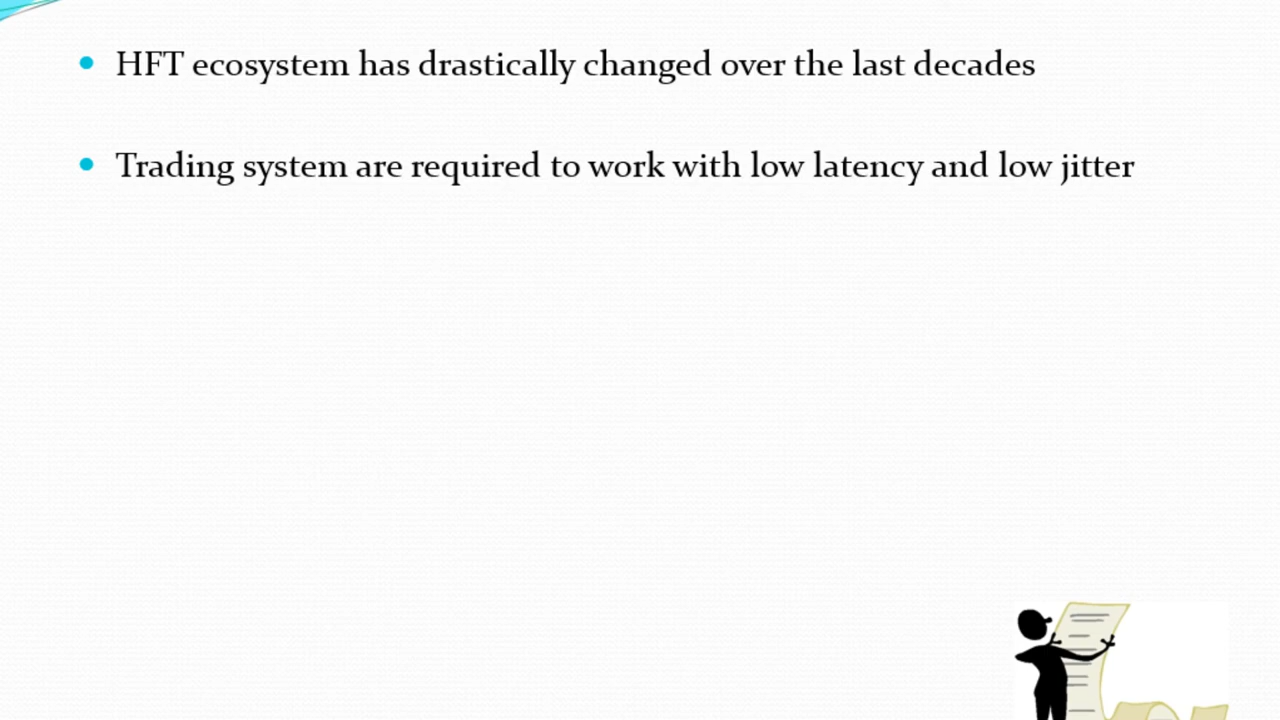 HFT ecosystem has drastically changed over the last decades
Trading system are required to work with low latency and low jitter